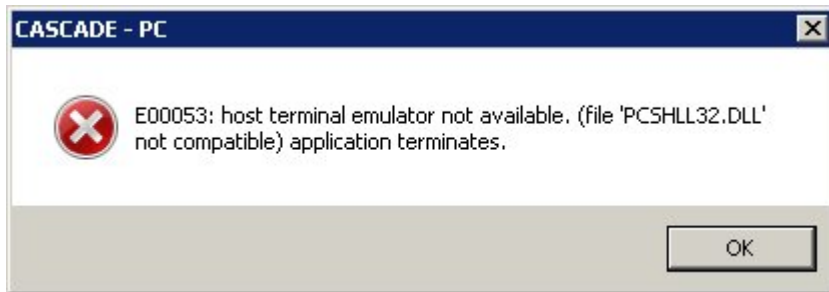 CASCADE - PC
E00053: host terminal emulator not available. (file 'PCSHLL32.DLL'
not compatible) application terminates.
OK